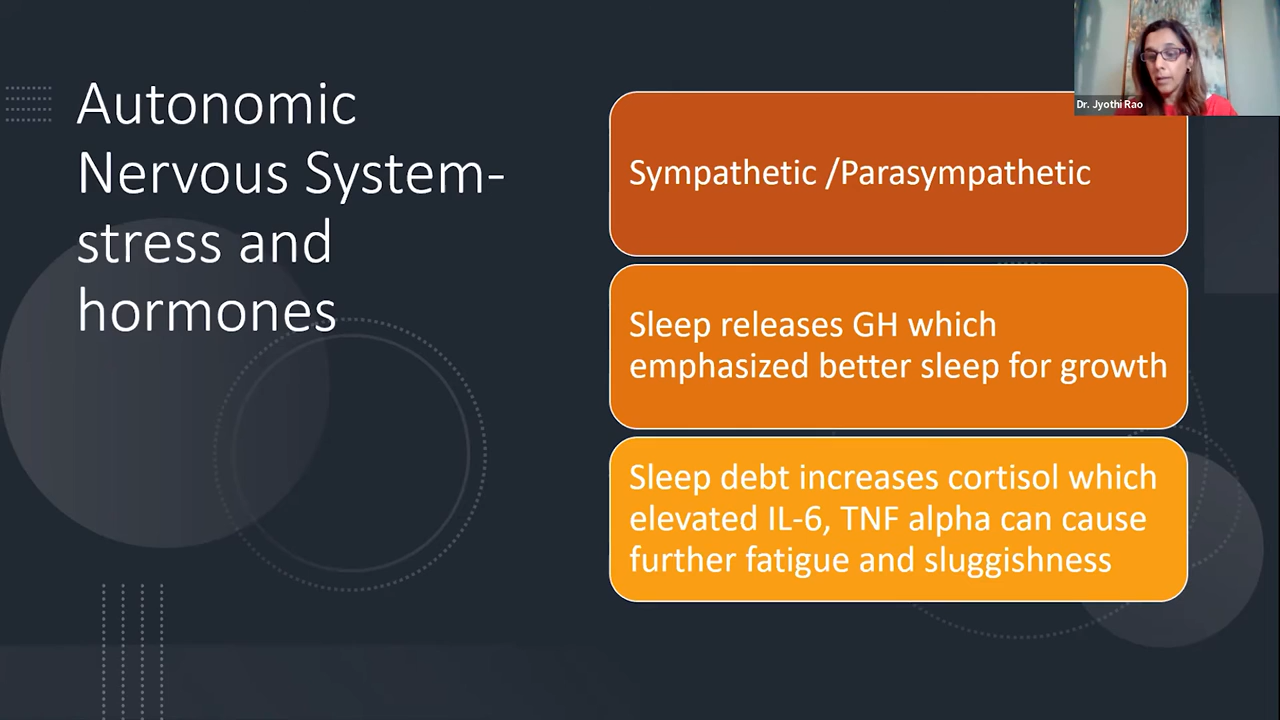 Autonomic
Nervous System-
stress and
hormones
Dr. Jyothi Rao
Sympathetic /Parasympathetic
Sleep releases GH which
emphasized better sleep for growth
Sleep debt increases cortisol which
elevated IL-6, TNF alpha can cause
further fatigue and sluggishness